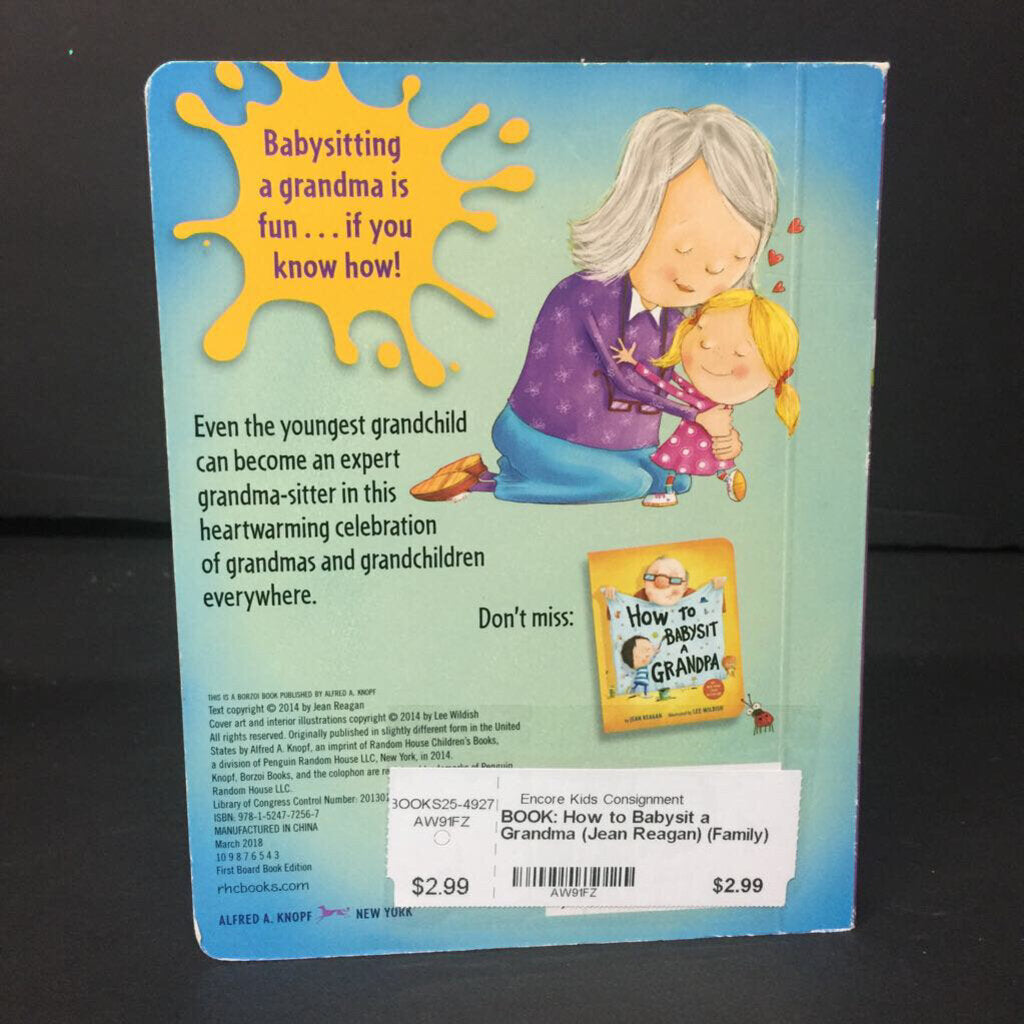 Babysitting
a grandma is
fun . . . if you
know how!
Even the youngest grandchild
can become an expert
grandma-sitter in this
heartwarming celebration
of grandmas and grandchildren
everywhere.
Don't miss:
HOW TO
BABYSIT
A
GRANDPA
by JEAN REAGAN illustrated by LEE WILDISH
THIS IS A BORZOI BOOK PUBLISHED BY ALFRED A. KNOPF
Text copyright © 2014 by Jean Reagan
Cover art and interior illustrations copyright © 2014 by Lee Wildish
All rights reserved. Originally published in slightly different form in the United
States by Alfred A. Knopf, an imprint of Random House Children's Books,
a division of Penguin Random House LLC, New York, in 2014.
Knopf, Borzoi Books, and the colophon are trademarks of Penguin
Random House LLC.
Library of Congress Control Number: 20130
ISBN: 978-1-5247-7256-7
MANUFACTURED IN CHINA
March 2018
10 9 8 7 6 5 4 3
First Board Book Edition
rhcbooks.com
ALFRED A. KNOPF NEW YORK
BOOKS25-4927
AW91FZ
$2.99
Encore Kids Consignment
BOOK: How to Babysit a
Grandma (Jean Reagan) (Family)
AW91FZ
$2.99